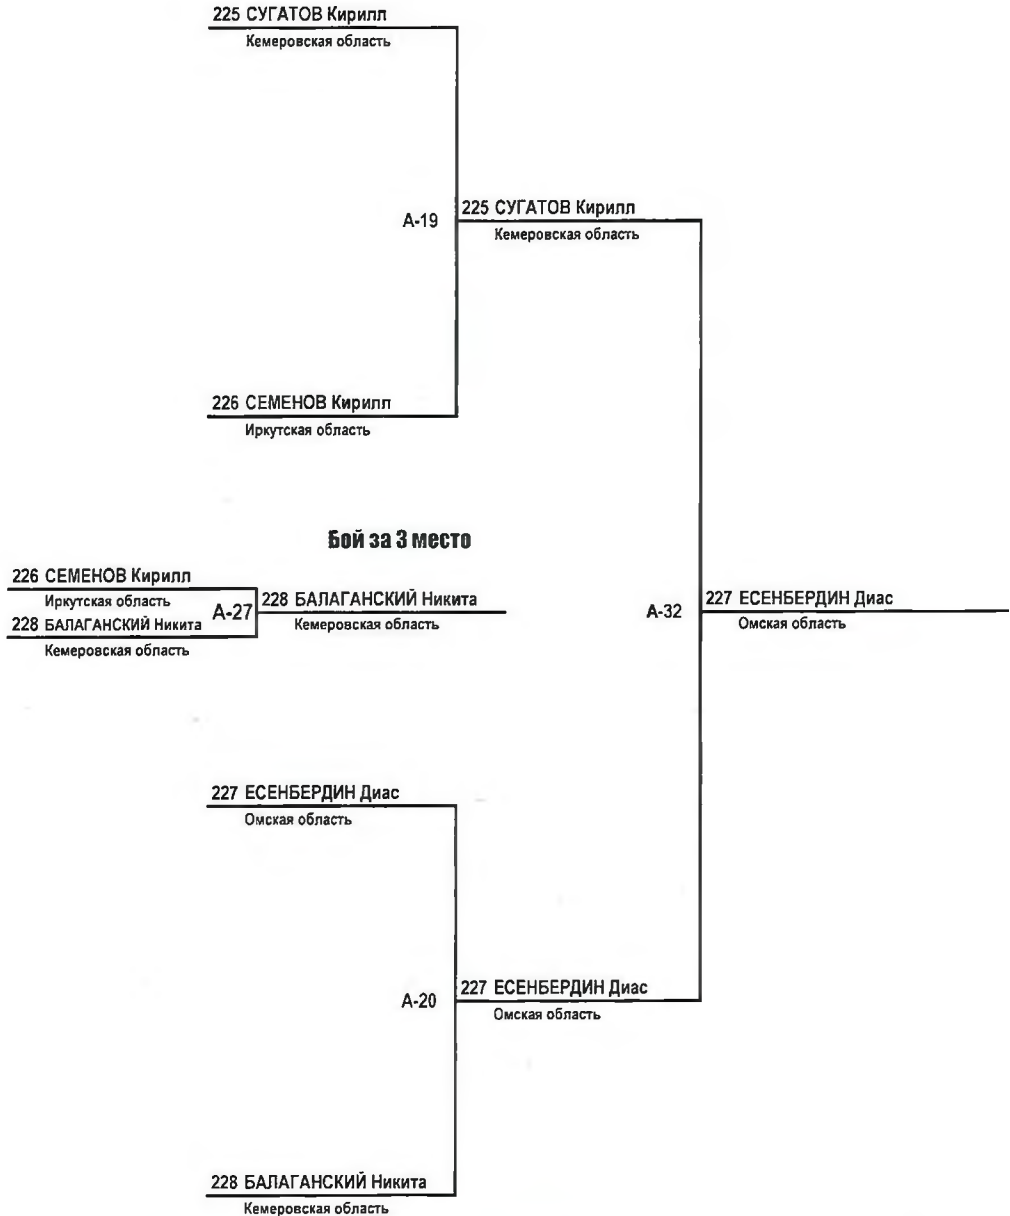 225 СУГАТОВ Кирилл
Кемеровская область
А-19
225 СУГАТОВ Кирилл
Кемеровская область
226 СЕМЕНОВ Кирилл
Иркутская область
Бой за 3 место
226 СЕМЕНОВ Кирилл
Иркутская область
228 БАЛАГАНСКИЙ Никита
Кемеровская область
А-27
228 БАЛАГАНСКИЙ Никита
Кемеровская область
А-32
227 ЕСЕНБЕРДИН Диас
Омская область
227 ЕСЕНБЕРДИН Диас
Омская область
А-20
227 ЕСЕНБЕРДИН Диас
Омская область
228 БАЛАГАНСКИЙ Никита
Кемеровская область